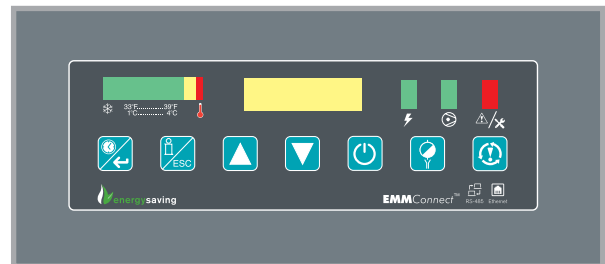 33°F............39°F
1°C............. 4°C
ESC
energysaving
EMMConnect™
RS-485 Ethernet